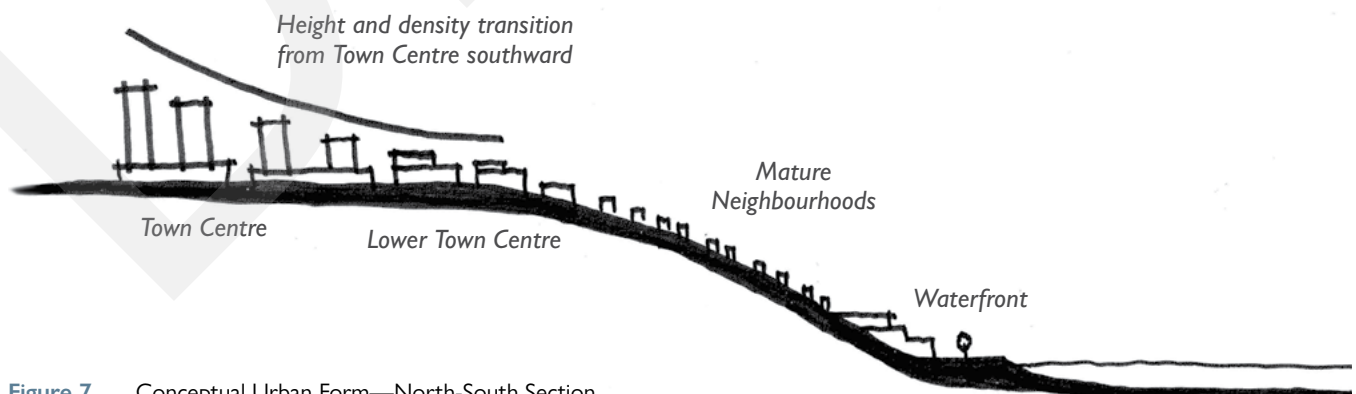 Height and density transition
from Town Centre southward
Mature
Neighbourhoods
Town Centre
Lower Town Centre
Waterfront
Figure 7 Conceptual Urban Form—North-South Section